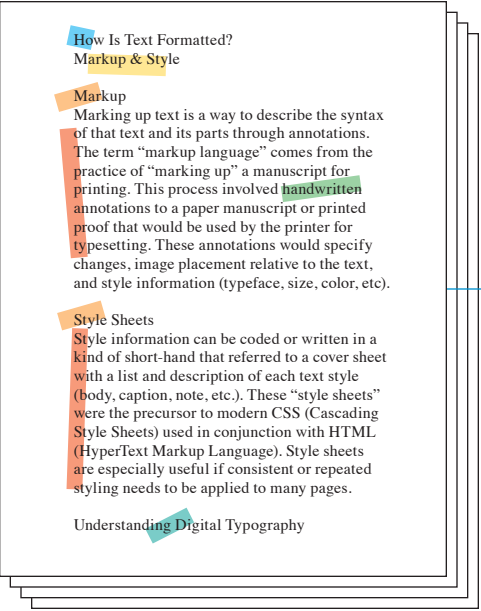 How Is Text Formatted?
Markup & Style
Markup
Marking up text is a way to describe the syntax
of that text and its parts through annotations.
The term “markup language” comes from the
practice of “marking up” a manuscript for
printing. This process involved handwritten
annotations to a paper manuscript or printed
proof that would be used by the printer for
typesetting. These annotations would specify
changes, image placement relative to the text,
and style information (typeface, size, color, etc).
Style Sheets
Style information can be coded or written in a
kind of short-hand that referred to a cover sheet
with a list and description of each text style
(body, caption, note, etc.). These “style sheets”
were the precursor to modern CSS (Cascading
Style Sheets) used in conjunction with HTML
(HyperText Markup Language). Style sheets
are especially useful if consistent or repeated
styling needs to be applied to many pages.
Understanding Digital Typography